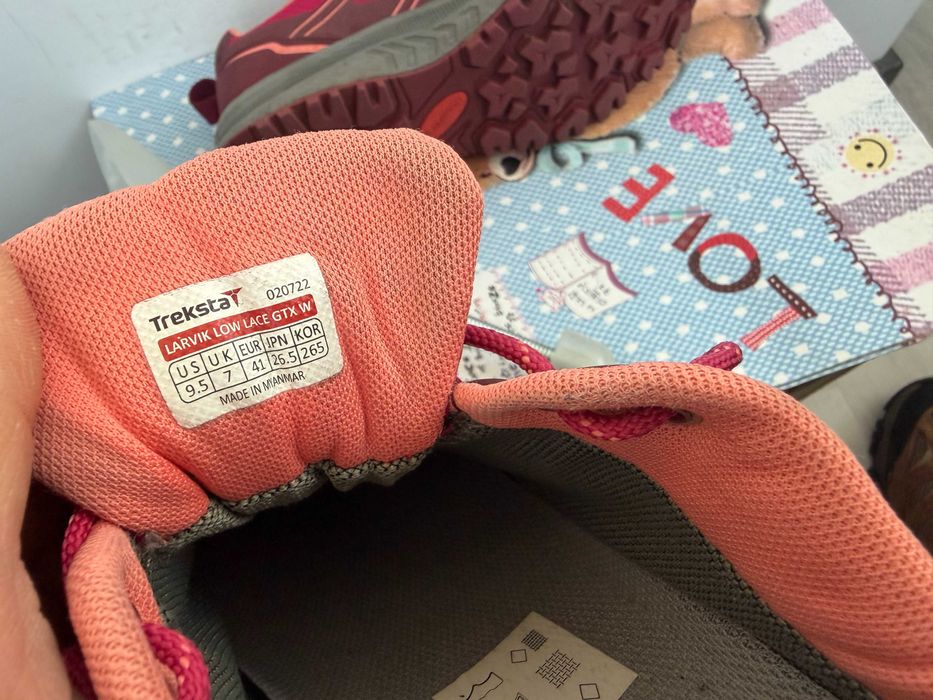 Treksta 020722
LARVIK LOW LACE GTX W
US UK EUR JPN KOR
9.5 7 41 26.5 265
MADE IN MYANMAR
LOVE